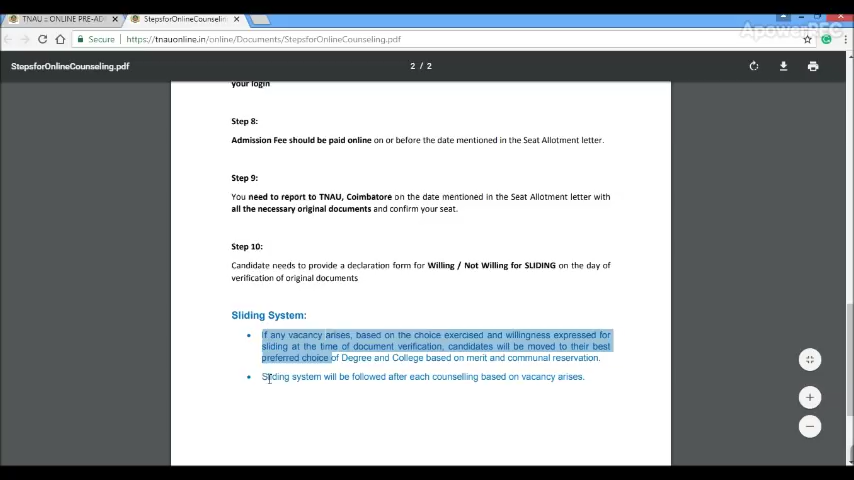 TNAU :: ONLINE PRE-AD
StepsforOnlineCounselin
ApowerREC
Secure
https://tnauonline.in/online/Documents/StepsforOnlineCounseling.pdf
StepsforOnlineCounseling.pdf
2 / 2
your login
Step 8:
Admission Fee should be paid online on or before the date mentioned in the Seat Allotment letter.
Step 9
You need to report to TNAU, Coimbatore on the date mentioned in the Seat Allotment letter with
all the necessary original documents and confirm your seat.
Step 10:
Candidate needs to provide a declaration form for Willing / Not Willing for SLIDING on the day of
verification of original documents
Sliding System:
• If any vacancy arises, based on the choice exercised and willingness expressed for
sliding at the time of document verification, candidates will be moved to their best
preferred choice of Degree and College based on merit and communal reservation.
• Sliding system will be followed after each counselling based on vacancy arises.